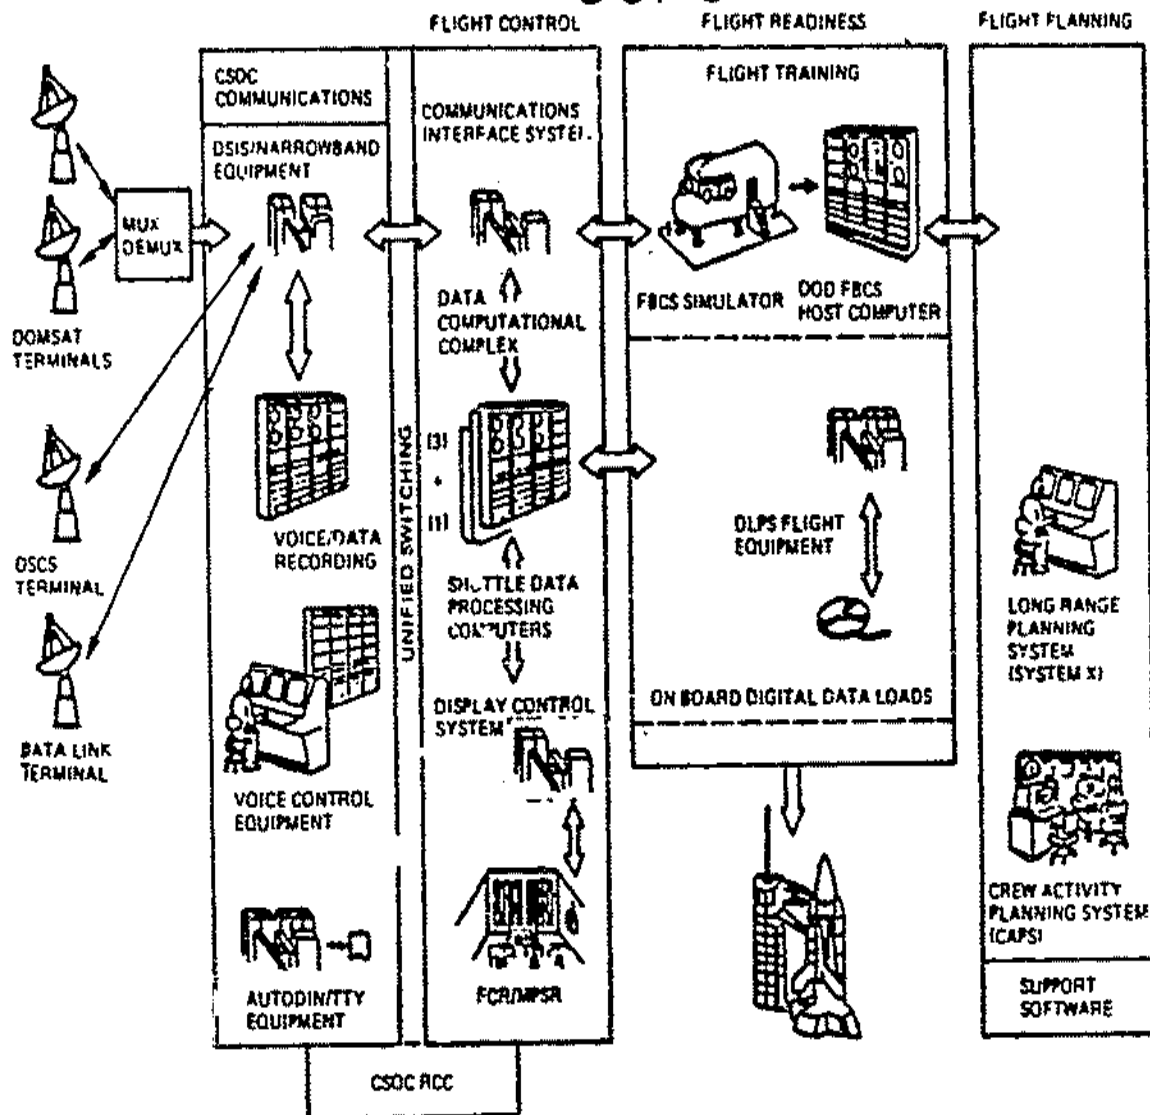 FLIGHT CONTROL
FLIGHT READINESS
FLIGHT PLANNING
CSOC
COMMUNICATIONS
DSIS/NARROWBAND
EQUIPMENT
MUX
DEMUX
DOMSAT
TERMINALS
DSCS
TERMINAL
DATA LINK
TERMINAL
VOICE/DATA
RECORDING
VOICE CONTROL
EQUIPMENT
AUTODIN/TTY
EQUIPMENT
UNIFIED SWITCHING
COMMUNICATIONS
INTERFACE SYSTEM
DATA
COMPUTATIONAL
COMPLEX
(3)
+
(1)
SHUTTLE DATA
PROCESSING
COMPUTERS
DISPLAY CONTROL
SYSTEM
FCR/MPSR
CSOC RCC
FLIGHT TRAINING
FBCS SIMULATOR
DOD FBCS
HOST COMPUTER
DLPS FLIGHT
EQUIPMENT
ON BOARD DIGITAL DATA LOADS
LONG RANGE
PLANNING
SYSTEM
(SYSTEM X)
CREW ACTIVITY
PLANNING SYSTEM
(CAPS)
SUPPORT
SOFTWARE